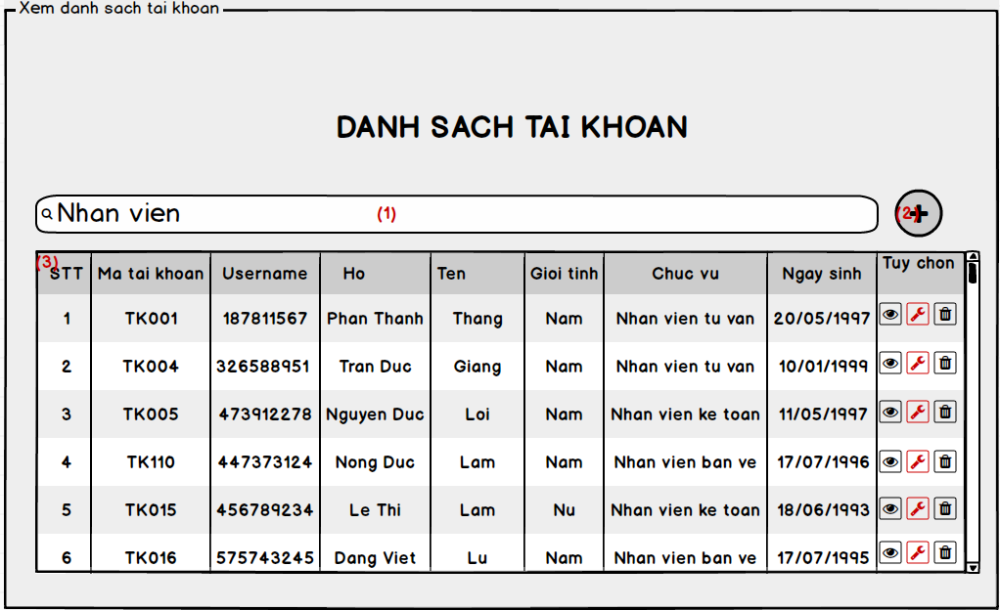 Xem danh sach tai khoan
DANH SACH TAI KHOAN
Nhan vien (1) (2)
(3)
STT Ma tai khoan Username Ho Ten Gioi tinh Chuc vu Ngay sinh Tuy chon
1 TK001 187811567 Phan Thanh Thang Nam Nhan vien tu van 20/05/1997
2 TK004 326588951 Tran Duc Giang Nam Nhan vien tu van 10/01/1999
3 TK005 473912278 Nguyen Duc Loi Nam Nhan vien ke toan 11/05/1997
4 TK110 447373124 Nong Duc Lam Nam Nhan vien ban ve 17/07/1996
5 TK015 456789234 Le Thi Lam Nu Nhan vien ke toan 18/06/1993
6 TK016 575743245 Dang Viet Lu Nam Nhan vien ban ve 17/07/1995